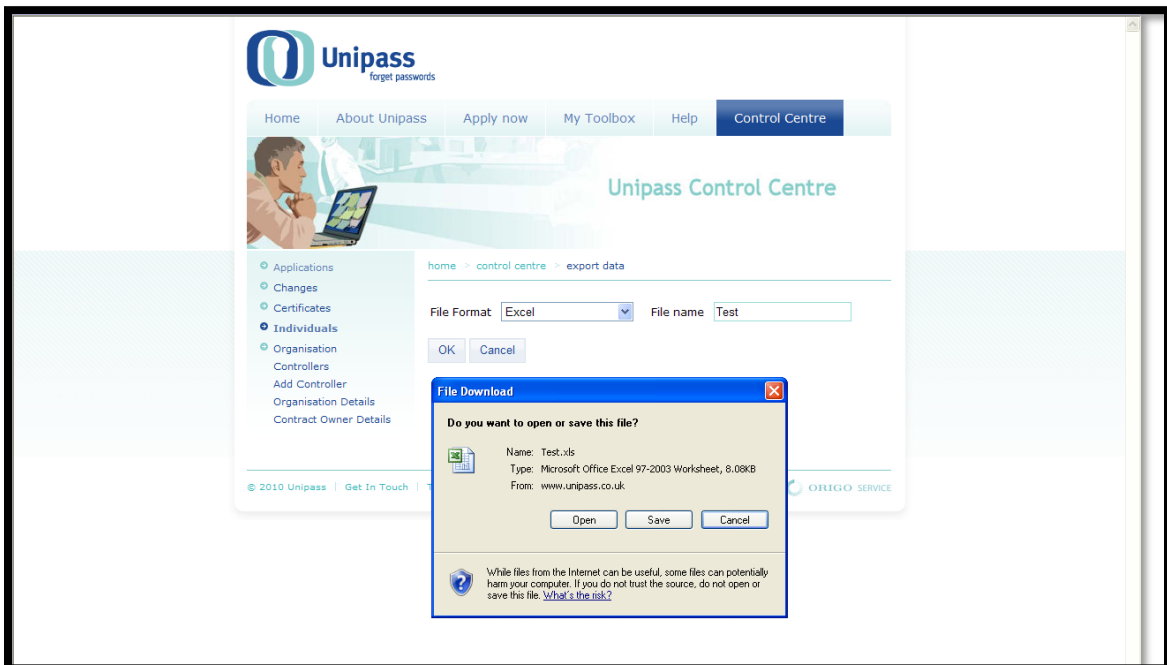 Unipass
forget passwords
Home About Unipass Apply now My Toolbox Help Control Centre
Unipass Control Centre
Applications
Changes
Certificates
Individuals
Organisation
Controllers
Add Controller
Organisation Details
Contract Owner Details
home > control centre > export data
File Format Excel File name Test
OK Cancel
File Download
Do you want to open or save this file?
Name: Test.xls
Type: Microsoft Office Excel 97-2003 Worksheet, 8.08KB
From: www.unipass.co.uk
Open Save Cancel
While files from the Internet can be useful, some files can potentially
harm your computer. If you do not trust the source, do not open or
save this file. What's the risk?
© 2010 Unipass | Get In Touch | ORIGO SERVICE